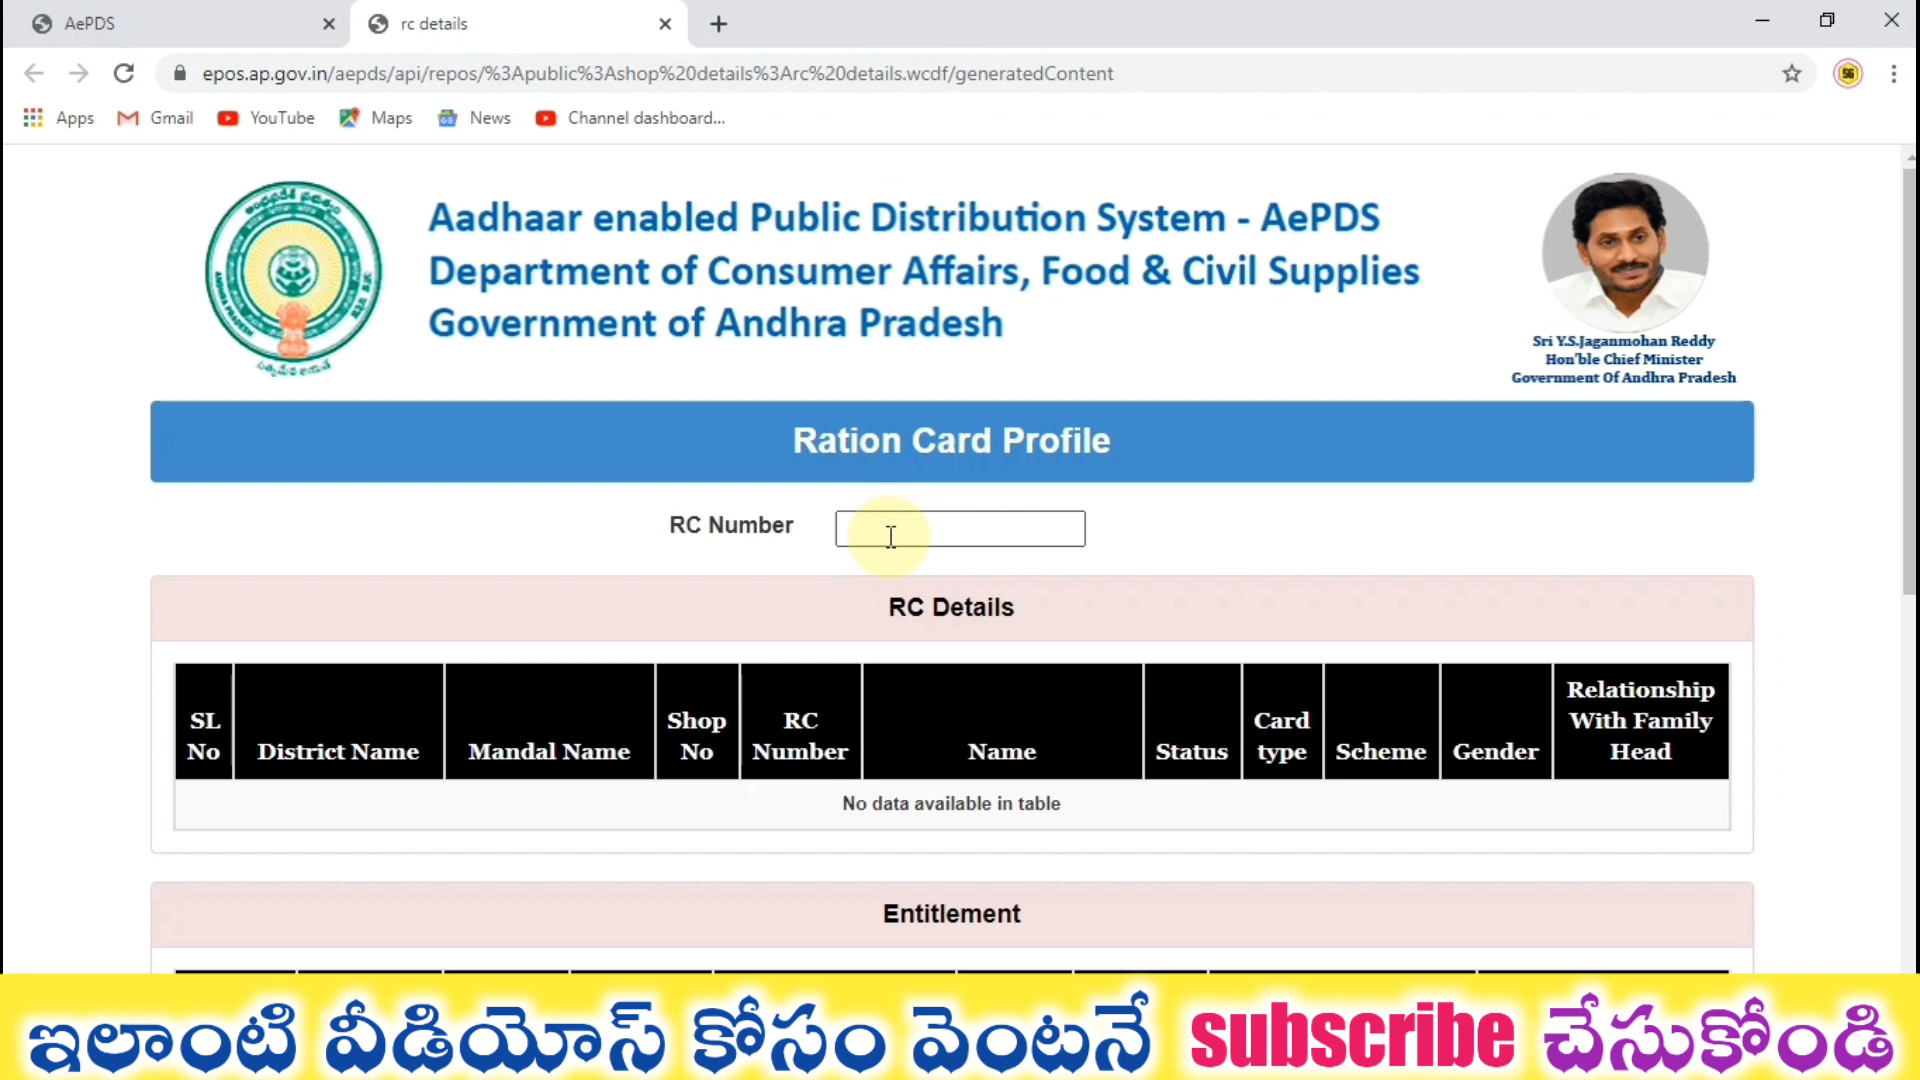 AePDS
rc details
epos.ap.gov.in/aepds/api/repos/%3Apublic%3Ashop%20details%3Arc%20details.wcdf/generatedContent
Apps Gmail YouTube Maps News Channel dashboard...
Aadhaar enabled Public Distribution System - AePDS
Department of Consumer Affairs, Food & Civil Supplies
Government of Andhra Pradesh
Sri Y.S.Jaganmohan Reddy
Hon'ble Chief Minister
Government Of Andhra Pradesh
Ration Card Profile
RC Number
RC Details
SL No District Name Mandal Name Shop No RC Number Name Status Card type Scheme Gender Relationship With Family Head
No data available in table
Entitlement
ఇలాంటి వీడియోస్ కోసం వెంటనే subscribe చేసుకోండి